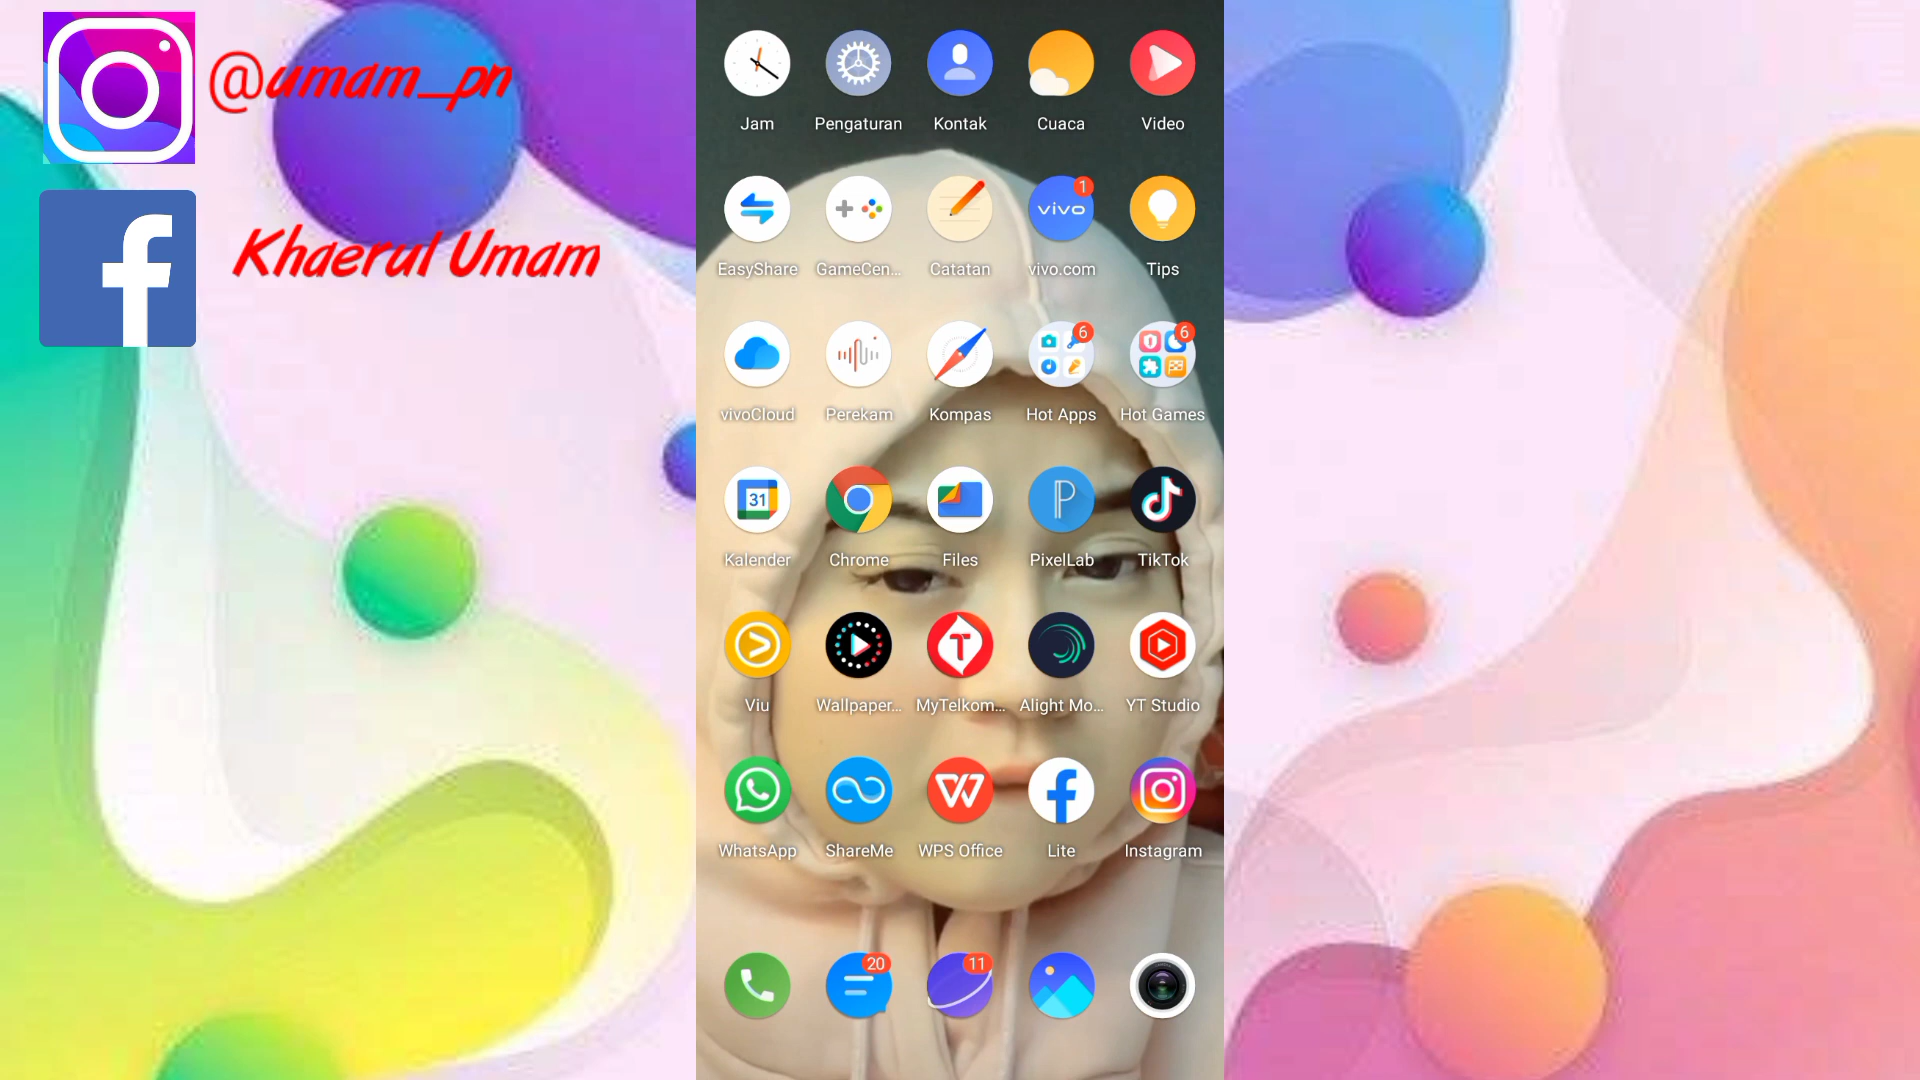 @umam_pn
Khaerul Umam
Jam Pengaturan Kontak Cuaca Video
vivo 1
EasyShare GameCen... Catatan vivo.com Tips
6 6
vivoCloud Perekam Kompas Hot Apps Hot Games
31
Kalender Chrome Files PixelLab TikTok
Viu Wallpaper... MyTelkom... Alight Mo... YT Studio
WhatsApp ShareMe WPS Office Lite Instagram
20 11